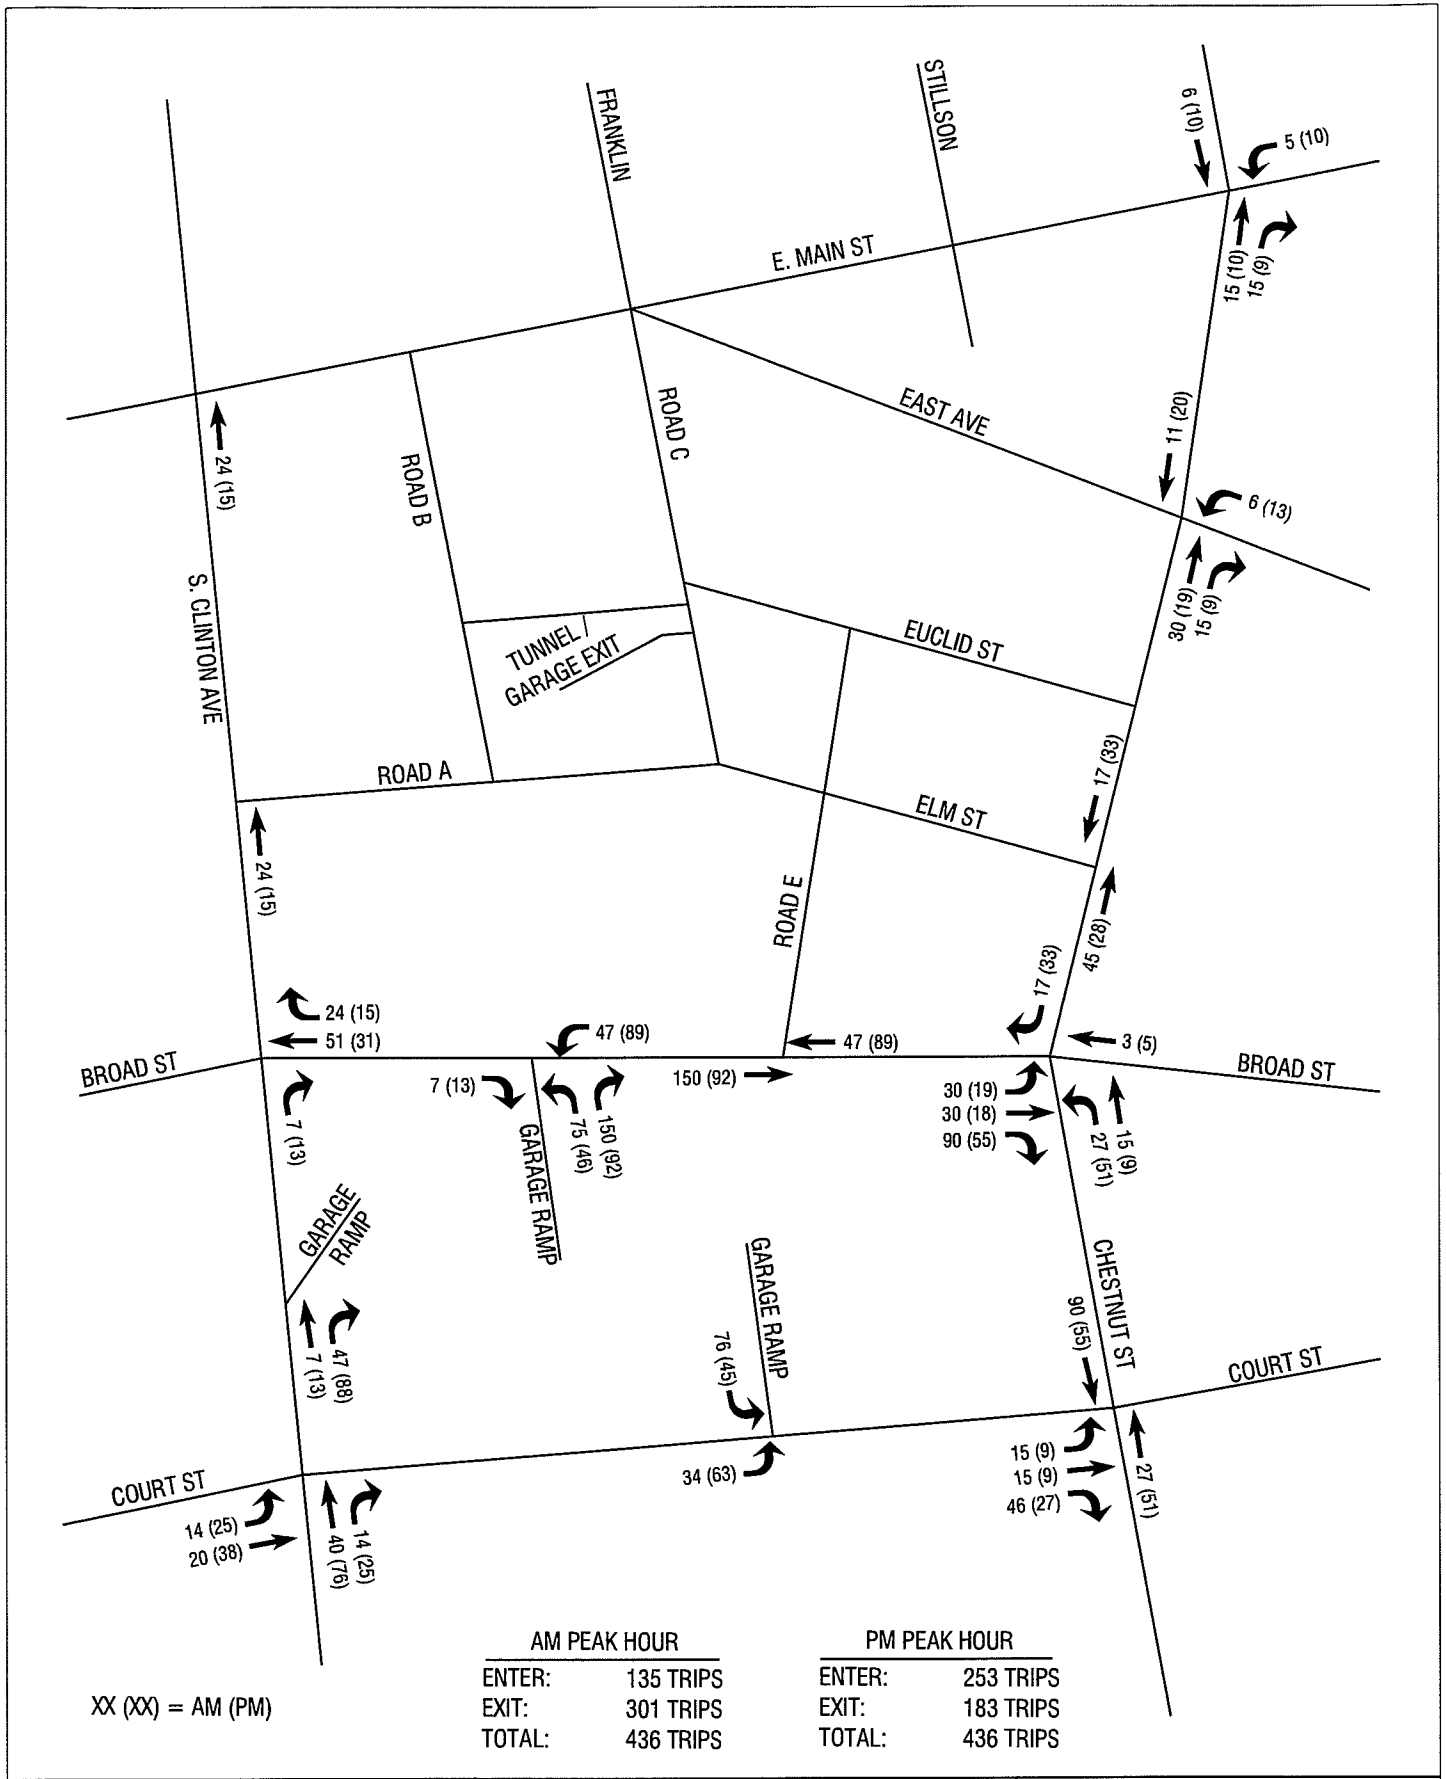 FRANKLIN
STILLSON
6 (10)
5 (10)
15 (10)
15 (9)
E. MAIN ST
ROAD C
EAST AVE
11 (20)
24 (15)
ROAD B
6 (13)
30 (19)
15 (9)
S. CLINTON AVE
TUNNEL
GARAGE EXIT
EUCLID ST
ROAD A
17 (33)
ELM ST
24 (15)
ROAD E
45 (28)
17 (33)
24 (15)
51 (31)
47 (89)
47 (89)
3 (5)
BROAD ST
BROAD ST
7 (13)
150 (92)
30 (19)
30 (18)
90 (55)
7 (13)
75 (46)
150 (92)
27 (51)
15 (9)
GARAGE RAMP
GARAGE
RAMP
GARAGE RAMP
CHESTNUT ST
7 (13)
47 (88)
76 (45)
90 (55)
COURT ST
34 (63)
15 (9)
15 (9)
46 (27)
27 (51)
COURT ST
14 (25)
20 (38)
40 (76)
14 (25)
AM PEAK HOUR
ENTER: 135 TRIPS
EXIT: 301 TRIPS
TOTAL: 436 TRIPS
PM PEAK HOUR
ENTER: 253 TRIPS
EXIT: 183 TRIPS
TOTAL: 436 TRIPS
XX (XX) = AM (PM)